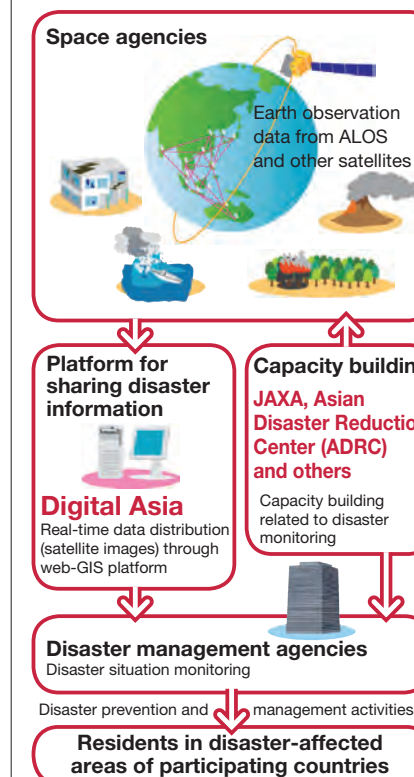 Space agencies
Earth observation
data from ALOS
and other satellites
Platform for
sharing disaster
information
Digital Asia
Real-time data distribution
(satellite images) through
web-GIS platform
Capacity buildin
JAXA, Asian
Disaster Reductio
Center (ADRC)
and others
Capacity building
related to disaster
monitoring
Disaster management agencies
Disaster situation monitoring
Disaster prevention and management activities
Residents in disaster-affected
areas of participating countries